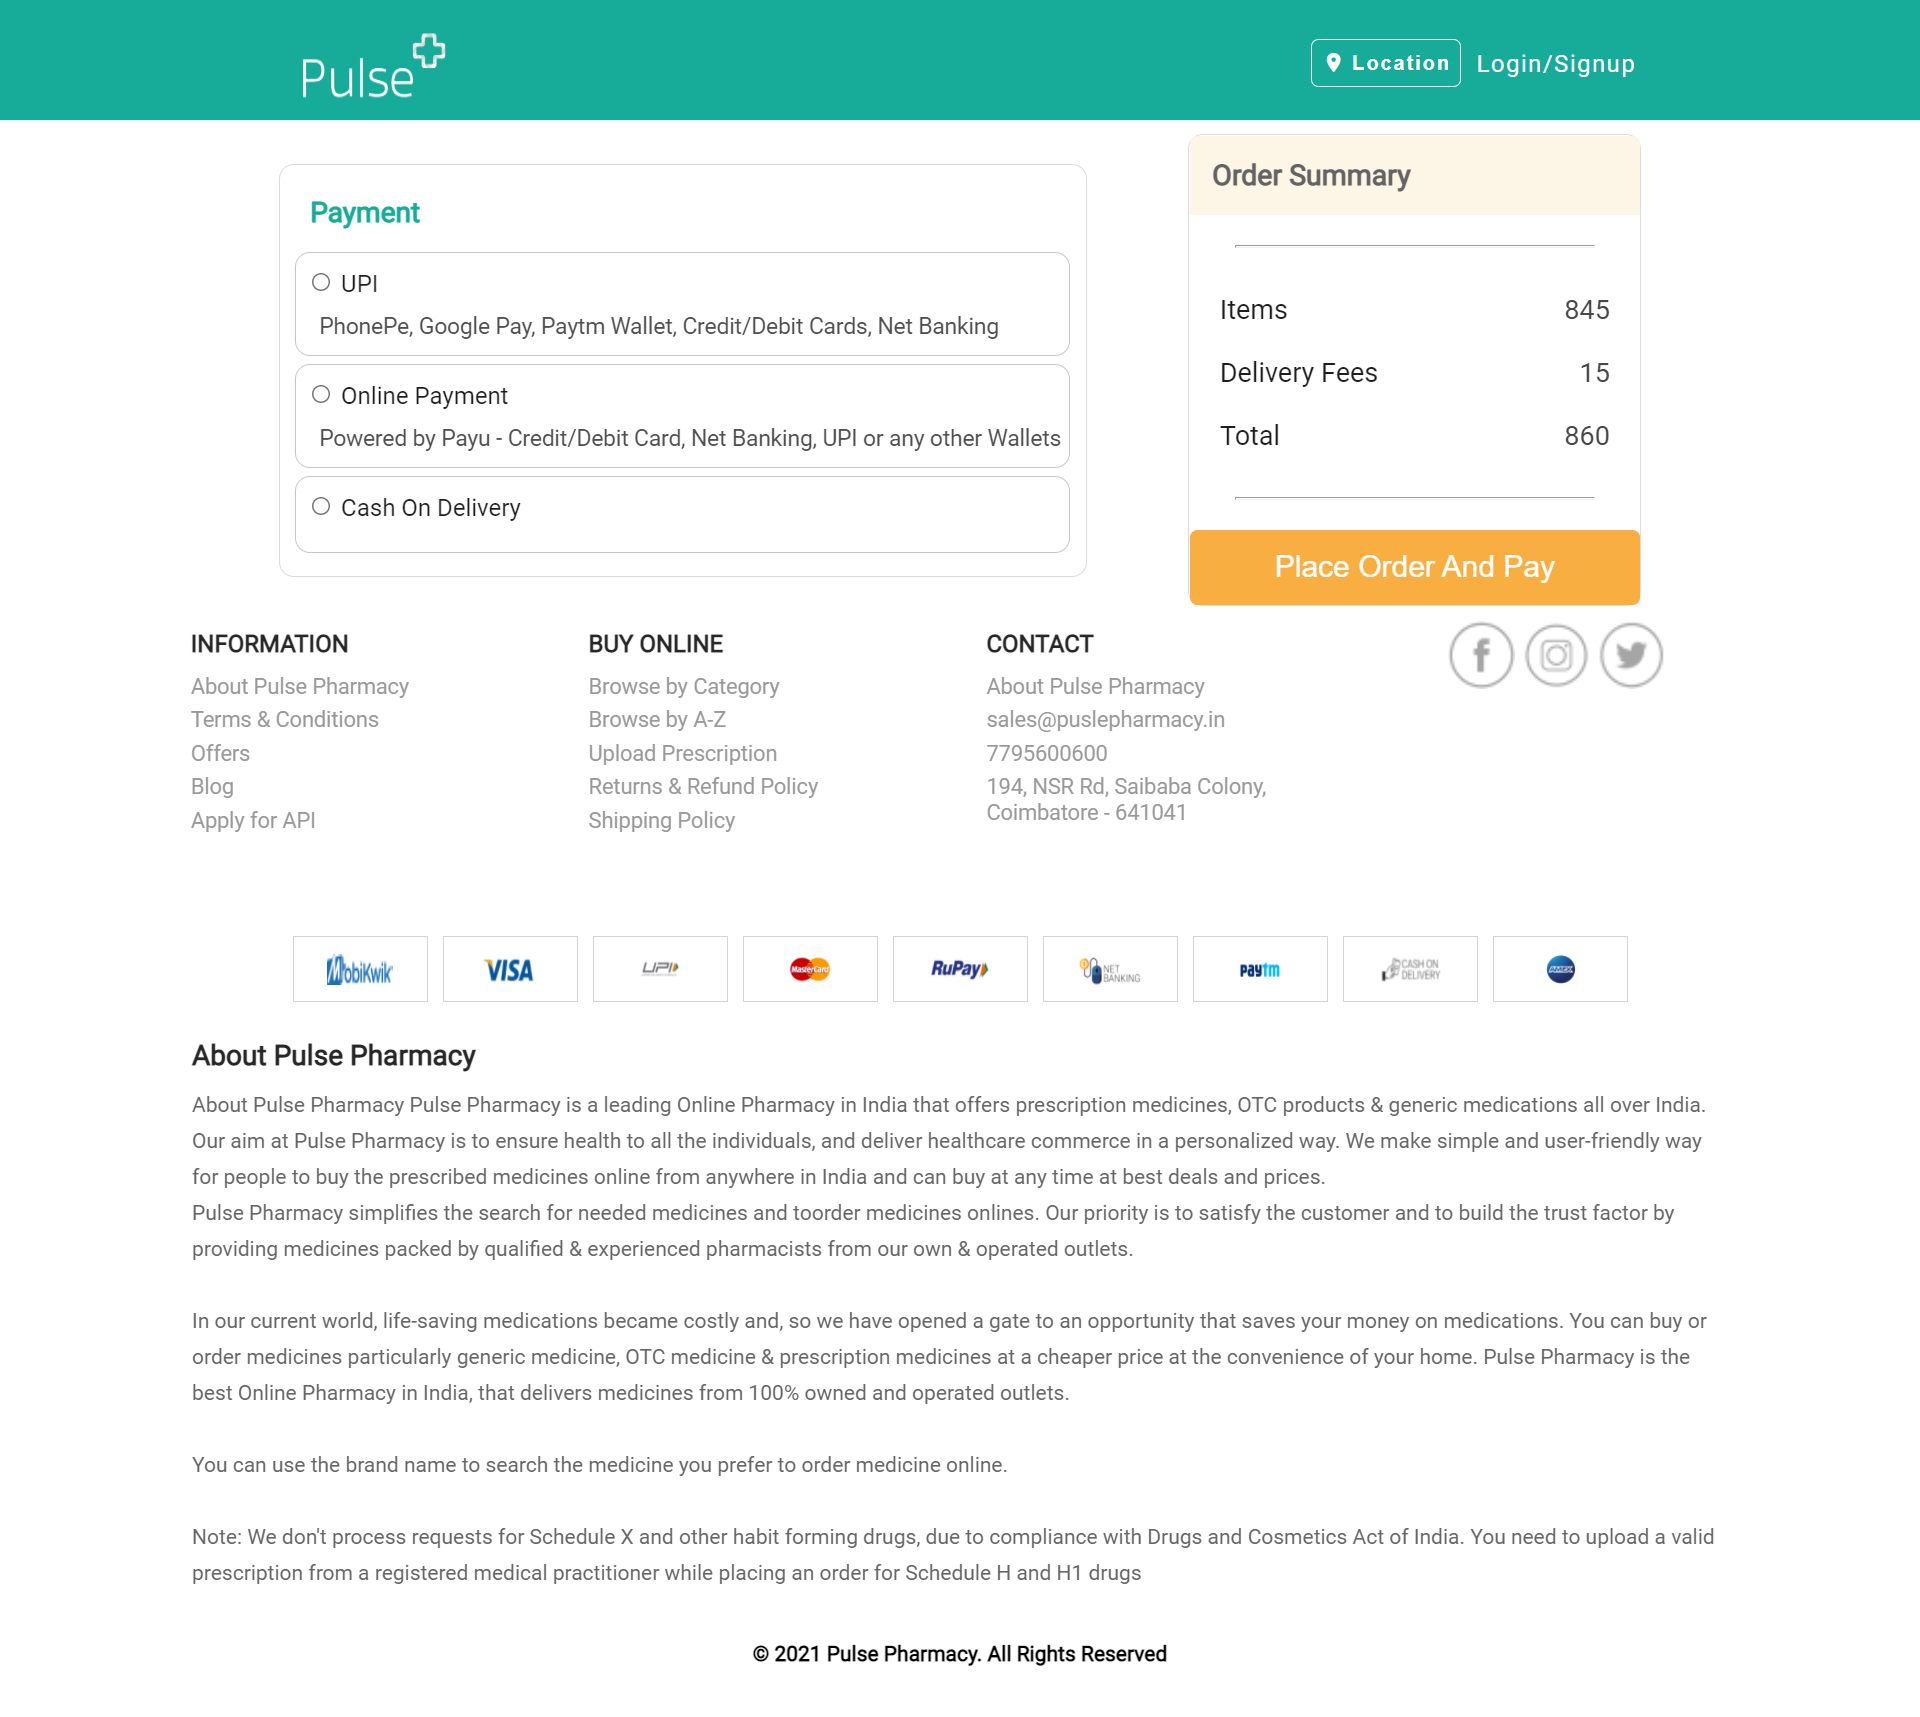 Pulse
Location
Login/Signup
Payment
UPI
PhonePe, Google Pay, Paytm Wallet, Credit/Debit Cards, Net Banking
Online Payment
Powered by Payu - Credit/Debit Card, Net Banking, UPI or any other Wallets
Cash On Delivery
Order Summary
Items 845
Delivery Fees 15
Total 860
Place Order And Pay
INFORMATION
About Pulse Pharmacy
Terms & Conditions
Offers
Blog
Apply for API
BUY ONLINE
Browse by Category
Browse by A-Z
Upload Prescription
Returns & Refund Policy
Shipping Policy
CONTACT
About Pulse Pharmacy
sales@puslepharmacy.in
7795600600
194, NSR Rd, Saibaba Colony,
Coimbatore - 641041
MobiKwik
VISA
UPI
MasterCard
RuPay
NET
BANKING
paytm
CASH ON
DELIVERY
AMEX
About Pulse Pharmacy
About Pulse Pharmacy Pulse Pharmacy is a leading Online Pharmacy in India that offers prescription medicines, OTC products & generic medications all over India.
Our aim at Pulse Pharmacy is to ensure health to all the individuals, and deliver healthcare commerce in a personalized way. We make simple and user-friendly way
for people to buy the prescribed medicines online from anywhere in India and can buy at any time at best deals and prices.
Pulse Pharmacy simplifies the search for needed medicines and toorder medicines onlines. Our priority is to satisfy the customer and to build the trust factor by
providing medicines packed by qualified & experienced pharmacists from our own & operated outlets.
In our current world, life-saving medications became costly and, so we have opened a gate to an opportunity that saves your money on medications. You can buy or
order medicines particularly generic medicine, OTC medicine & prescription medicines at a cheaper price at the convenience of your home. Pulse Pharmacy is the
best Online Pharmacy in India, that delivers medicines from 100% owned and operated outlets.
You can use the brand name to search the medicine you prefer to order medicine online.
Note: We don't process requests for Schedule X and other habit forming drugs, due to compliance with Drugs and Cosmetics Act of India. You need to upload a valid
prescription from a registered medical practitioner while placing an order for Schedule H and H1 drugs
© 2021 Pulse Pharmacy. All Rights Reserved